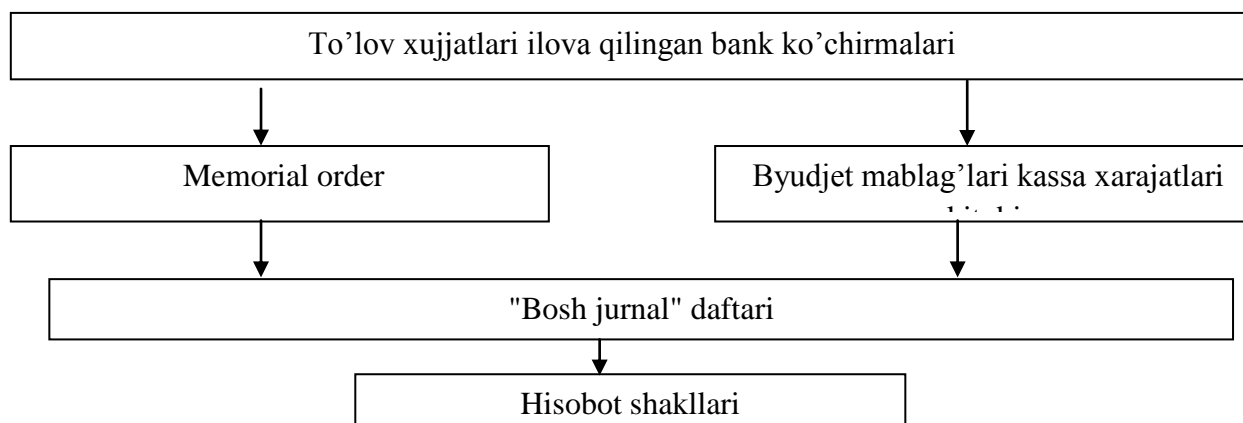 To’lov xujjatlari ilova qilingan bank ko’chirmalari
Memorial order
Byudjet mablag’lari kassa xarajatlari
"Bosh jurnal" daftari
Hisobot shakllari